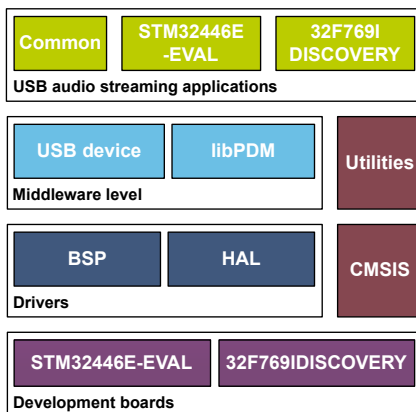 Common
STM32446E
-EVAL
32F769I
DISCOVERY
USB audio streaming applications
USB device
libPDM
Utilities
Middleware level
BSP
HAL
CMSIS
Drivers
STM32446E-EVAL
32F769IDISCOVERY
Development boards